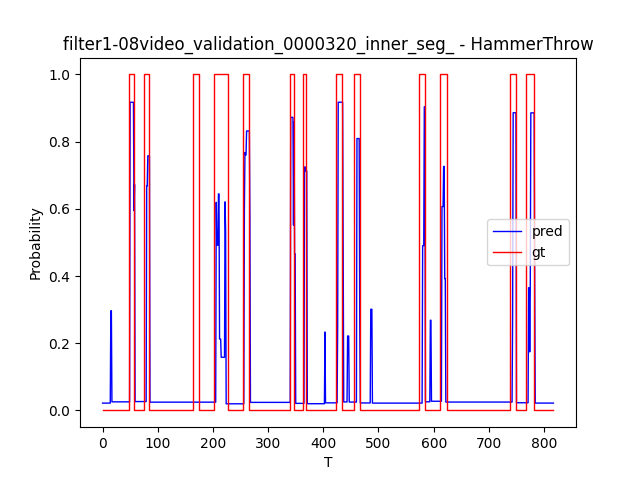 filter1-08video_validation_0000320_inner_seg_ - HammerThrow
1.0
0.8
0.6
0.4
0.2
0.0
Probability
pred
gt
0 100 200 300 400 500 600 700 800
T